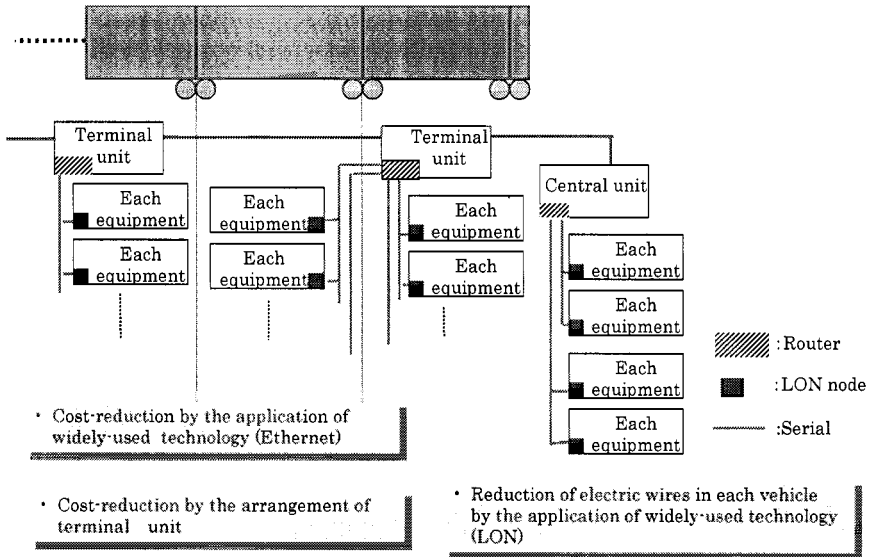 Terminal
unit
Each
equipment
Each
equipment
Each
equipment
Each
equipment
Terminal
unit
Each
equipment
Each
equipment
Central unit
Each
equipment
Each
equipment
Each
equipment
Each
equipment
:Router
:LON node
:Serial
・ Cost-reduction by the application of
widely-used technology (Ethernet)
・ Cost-reduction by the arrangement of
terminal unit
・ Reduction of electric wires in each vehicle
by the application of widely-used technology
(LON)